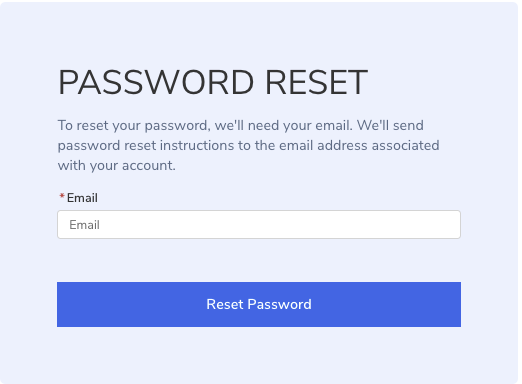 PASSWORD RESET
To reset your password, we'll need your email. We'll send
password reset instructions to the email address associated
with your account.
* Email
Email
Reset Password